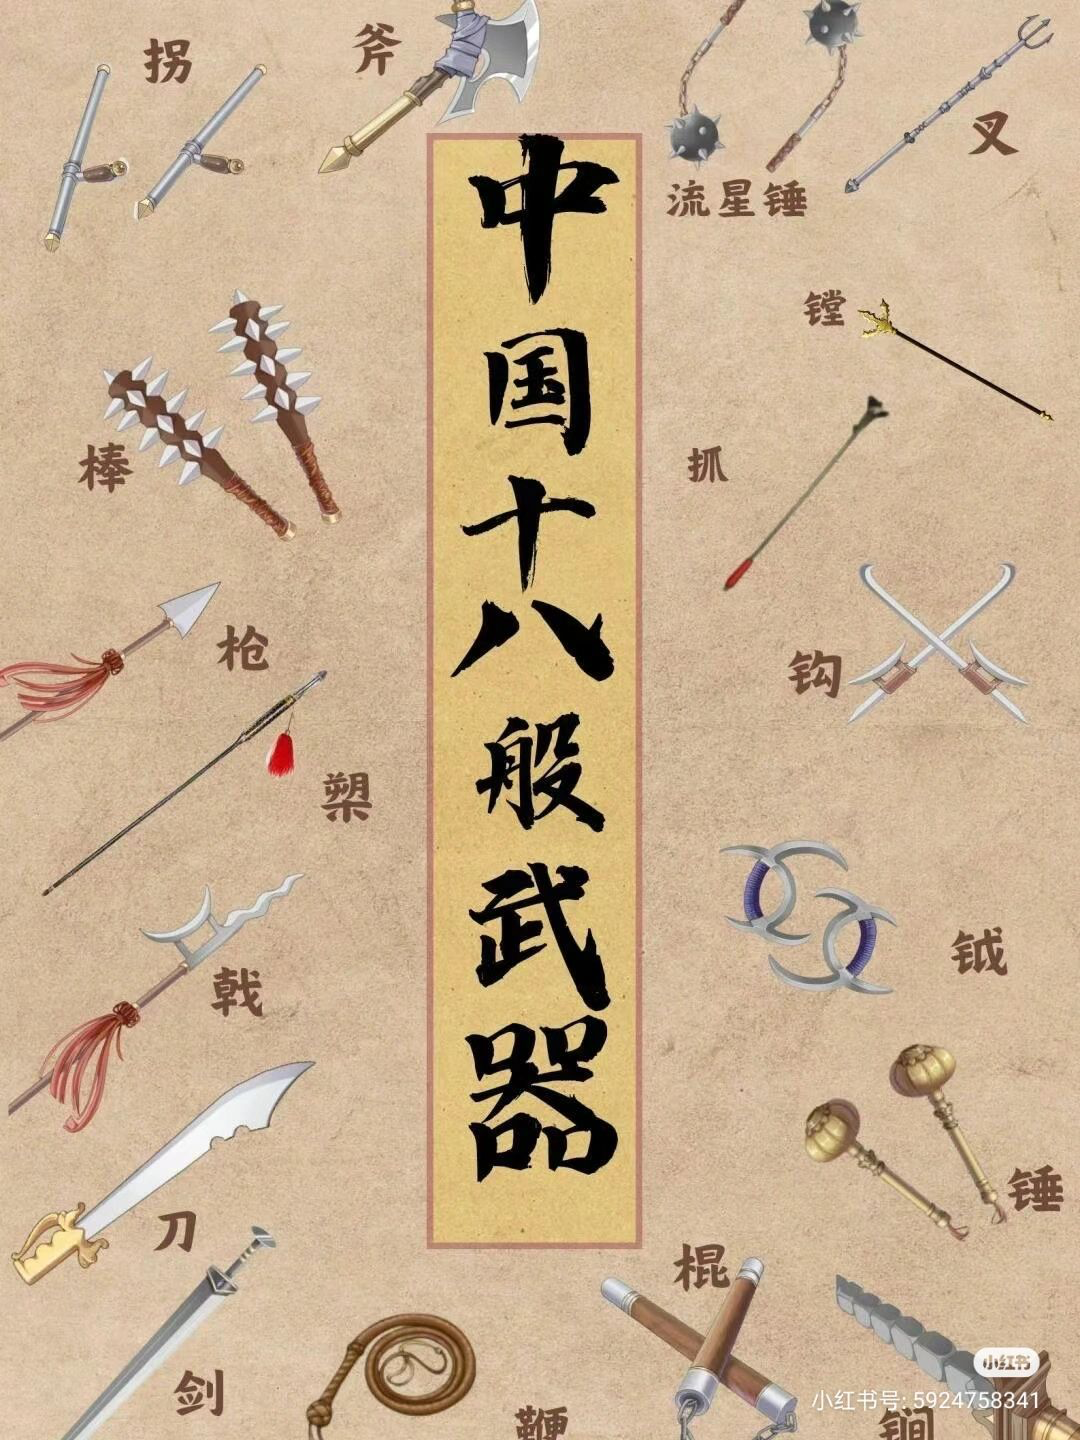 中国十八般武器
拐
斧
流星锤
叉
镗
棒
抓
枪
钩
槊
戟
钺
刀
锤
棍
剑
鞭
锏
小红书
小红书号: 5924758341